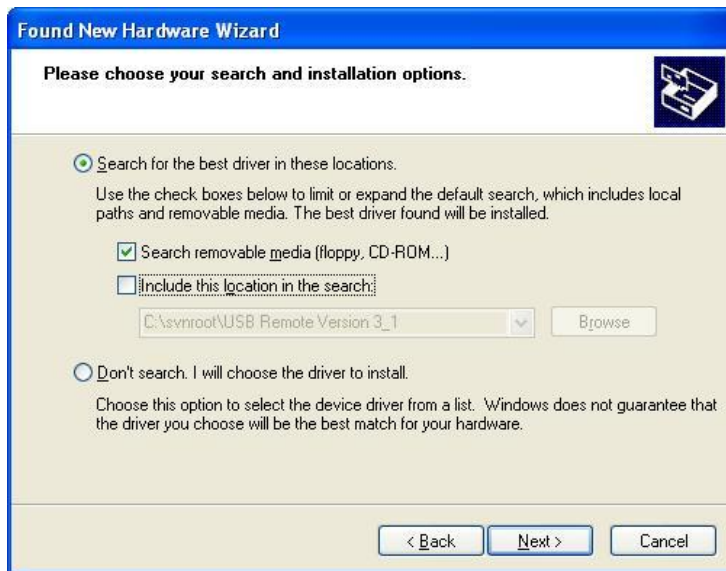 Found New Hardware Wizard
Please choose your search and installation options.
Search for the best driver in these locations.
Use the check boxes below to limit or expand the default search, which includes local
paths and removable media. The best driver found will be installed.
Search removable media (floppy, CD-ROM...)
Include this location in the search:
C:\svnroot\USB Remote Version 3_1
Browse
Don't search. I will choose the driver to install.
Choose this option to select the device driver from a list.  Windows does not guarantee that
the driver you choose will be the best match for your hardware.
< Back Next > Cancel